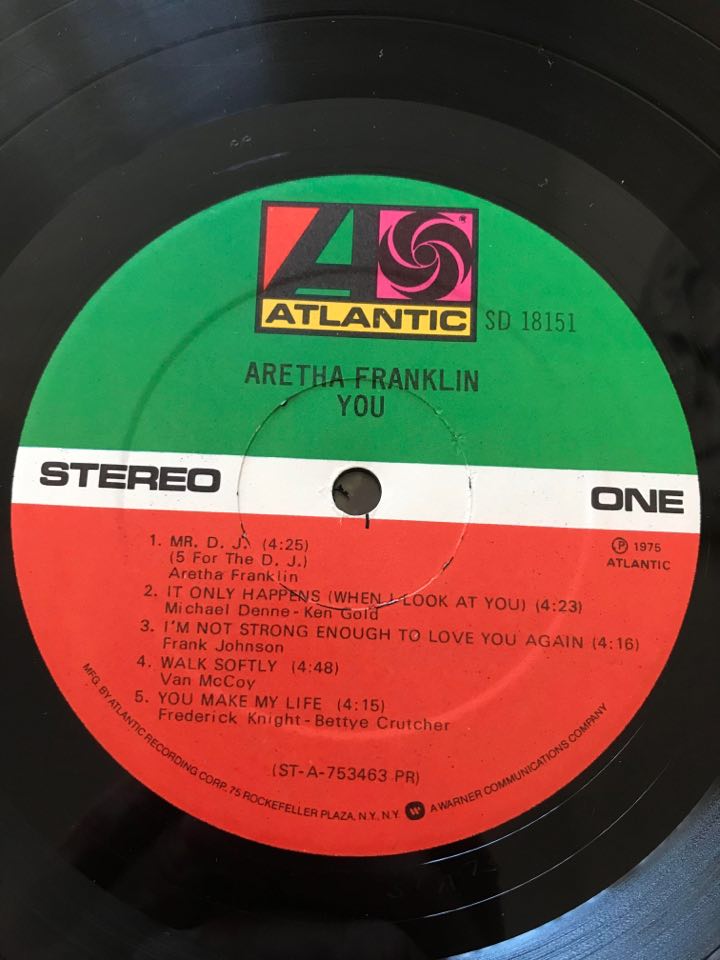 ATLANTIC
SD 18151
ARETHA FRANKLIN
YOU
STEREO
ONE
1. MR. D. J. (4:25)
(5 For The D. J.)
Aretha Franklin
℗ 1975
ATLANTIC
2. IT ONLY HAPPENS (WHEN I LOOK AT YOU) (4:23)
Michael Denne-Ken Gold
3. I'M NOT STRONG ENOUGH TO LOVE YOU AGAIN (4:16)
Frank Johnson
4. WALK SOFTLY (4:48)
Van McCoy
5. YOU MAKE MY LIFE (4:15)
Frederick Knight-Bettye Crutcher
(ST-A-753463 PR)
MFG. BY ATLANTIC RECORDING CORP. 75 ROCKEFELLER PLAZA, N.Y. N.Y. A WARNER COMMUNICATIONS COMPANY